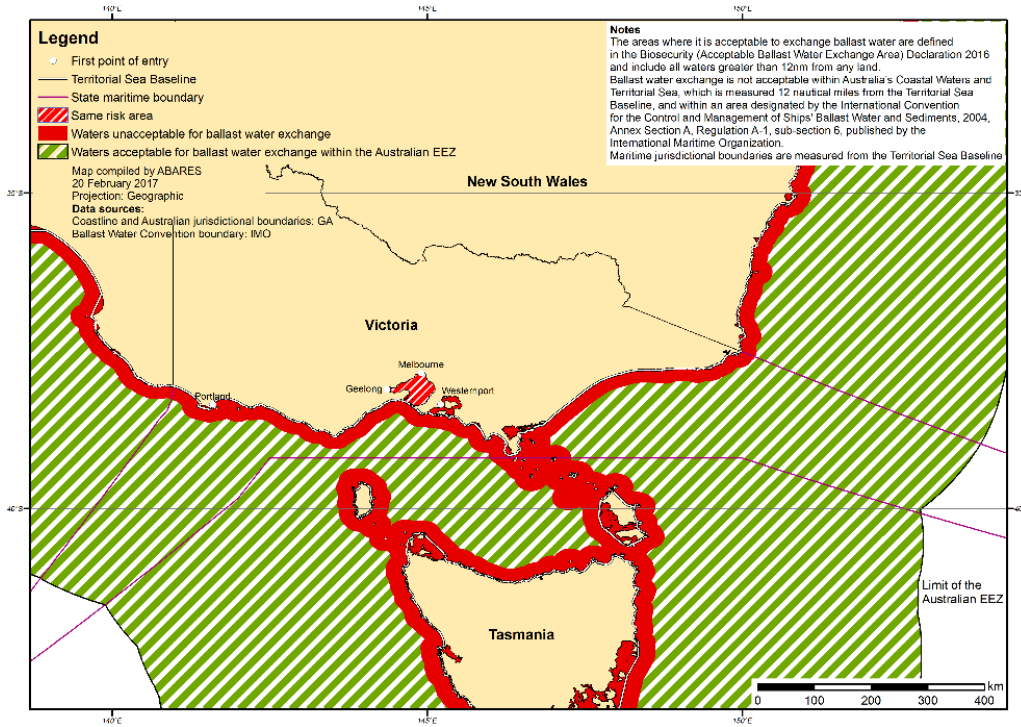 140°E
145°E
150°E
Legend
First point of entry
Territorial Sea Baseline
State maritime boundary
Same risk area
Waters unacceptable for ballast water exchange
Waters acceptable for ballast water exchange within the Australian EEZ
Map compiled by ABARES
20 February 2017
Projection: Geographic
Data sources:
Coastline and Australian jurisdictional boundaries: GA
Ballast Water Convention boundary: IMO
Notes
The areas where it is acceptable to exchange ballast water are defined
in the Biosecurity (Acceptable Ballast Water Exchange Area) Declaration 2016
and include all waters greater than 12nm from any land.
Ballast water exchange is not acceptable within Australia's Coastal Waters and
Territorial Sea, which is measured 12 nautical miles from the Territorial Sea
Baseline, and within an area designated by the International Convention
for the Control and Management of Ships' Ballast Water and Sediments, 2004,
Annex Section A, Regulation A-1, sub-section 6, published by the
International Maritime Organization.
Maritime jurisdictional boundaries are measured from the Territorial Sea Baseline
New South Wales
Victoria
Melbourne
Geelong
Westernport
Portland
40°S
Limit of the
Australian EEZ
Tasmania
km
0 100 200 300 400
140°E
145°E
150°E